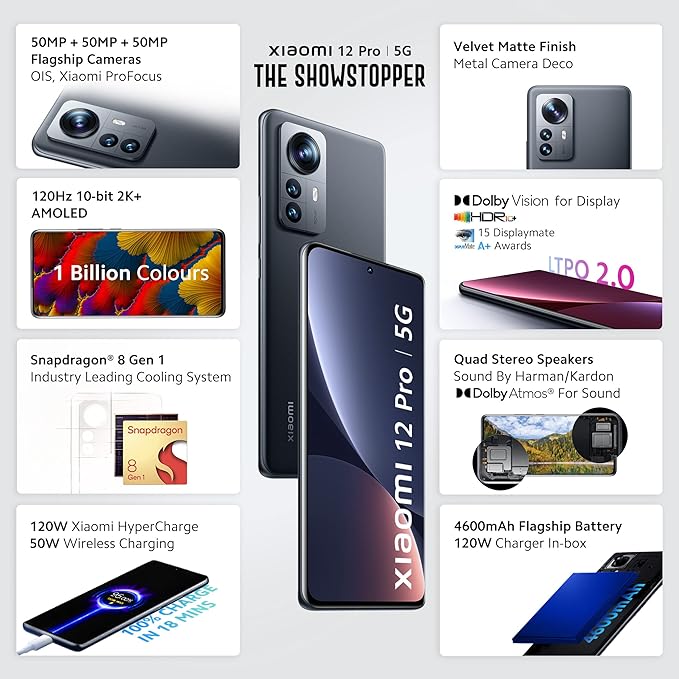 50MP + 50MP + 50MP
Flagship Cameras
OIS, Xiaomi ProFocus
XIAOMI 12 Pro | 5G
THE SHOWSTOPPER
Velvet Matte Finish
Metal Camera Deco
120Hz 10-bit 2K+
AMOLED
1 Billion Colours
Dolby Vision for Display
HDR10+
15 Displaymate
A+ Awards
LTPO 2.0
Snapdragon® 8 Gen 1
Industry Leading Cooling System
Snapdragon
8
Gen 1
XIAOMI
XIAOMI 12 Pro | 5G
Quad Stereo Speakers
Sound By Harman/Kardon
Dolby Atmos® For Sound
120W Xiaomi HyperCharge
50W Wireless Charging
100% CHARGE
IN 18 MINS
4600mAh Flagship Battery
120W Charger In-box
4600MAH